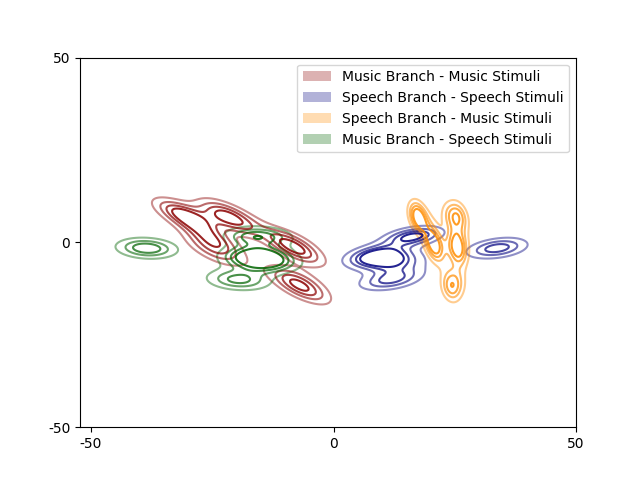 50
Music Branch - Music Stimuli
Speech Branch - Speech Stimuli
Speech Branch - Music Stimuli
Music Branch - Speech Stimuli
0
-50
-50 0 50